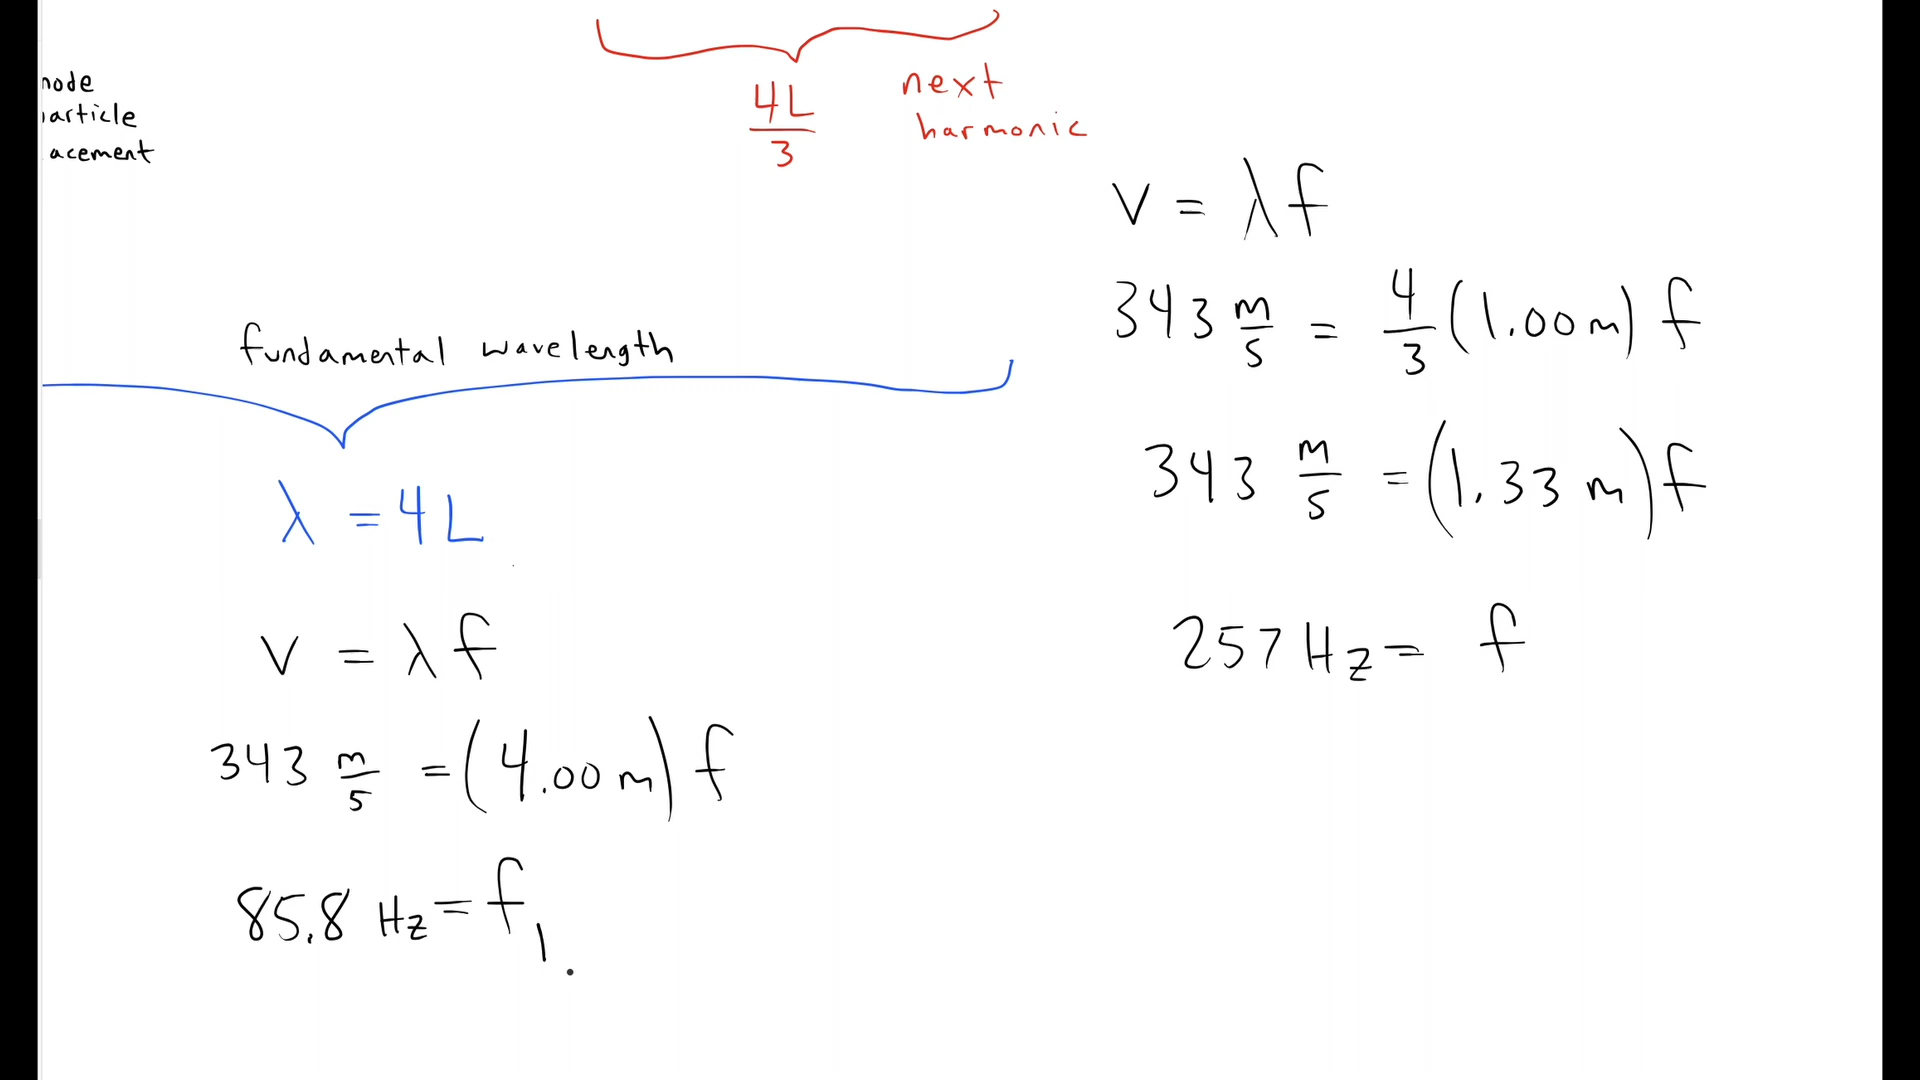 node
article
acement
4L
3
next
harmonic
fundamental wavelength
λ = 4L
v = λf
343 m/s = (4.00 m) f
85.8 Hz = f₁
v = λf
343 m/s = 4/3 (1.00 m) f
343 m/s = (1.33 m) f
257 Hz = f